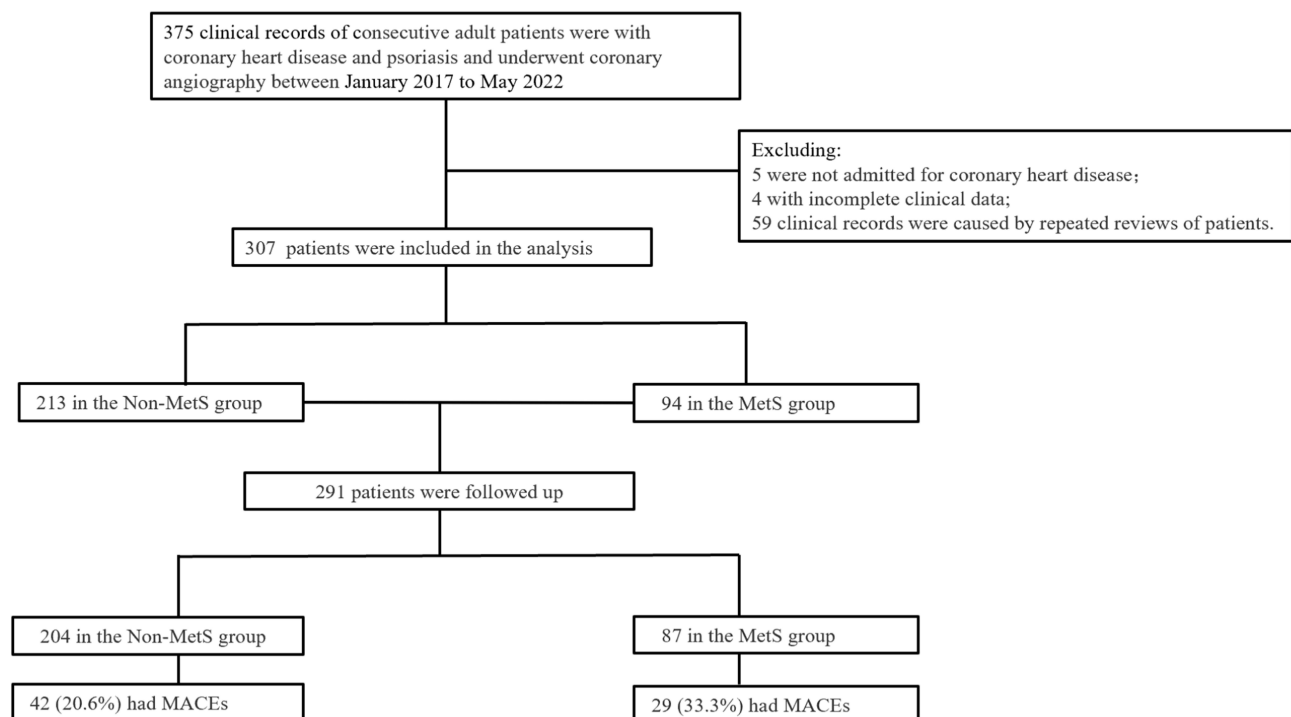 375 clinical records of consecutive adult patients were with
coronary heart disease and psoriasis and underwent coronary
angiography between January 2017 to May 2022
Excluding:
5 were not admitted for coronary heart disease；
4 with incomplete clinical data;
59 clinical records were caused by repeated reviews of patients.
307 patients were included in the analysis
213 in the Non-MetS group
94 in the MetS group
291 patients were followed up
204 in the Non-MetS group
87 in the MetS group
42 (20.6%) had MACEs
29 (33.3%) had MACEs